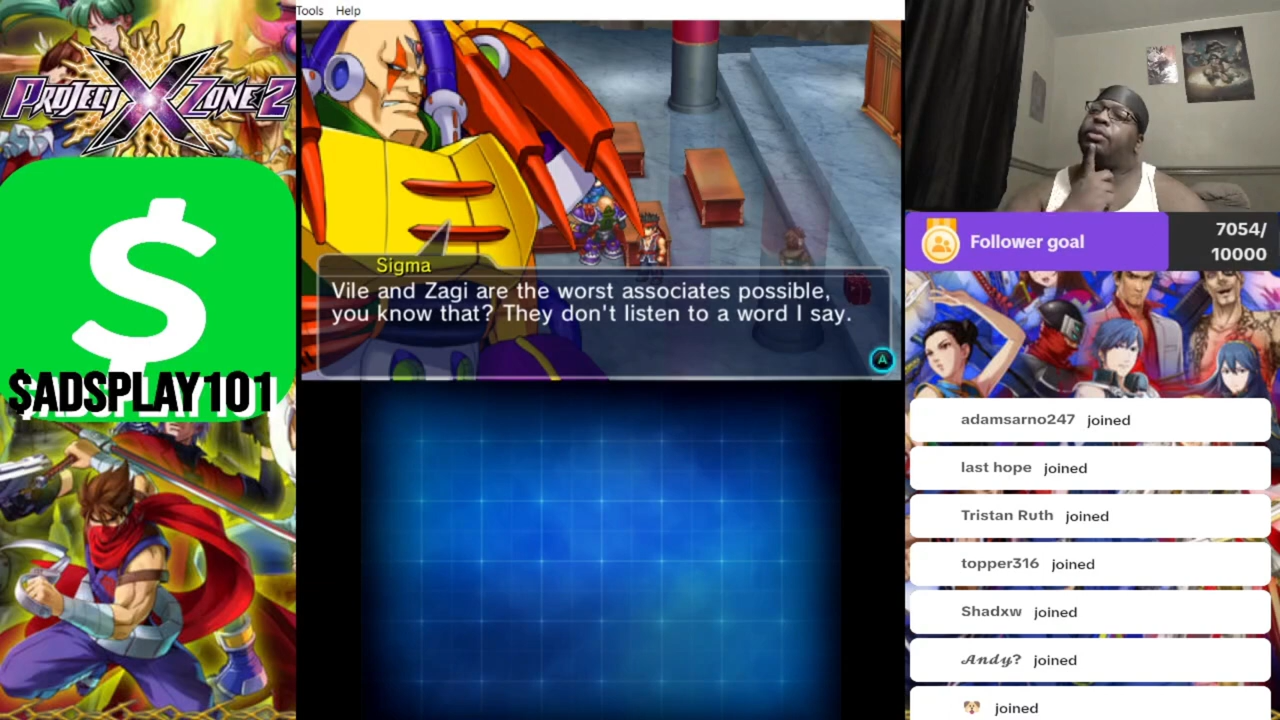 Tools Help
PROJECT X ZONE 2
$
$ADSPLAY101
Sigma
Vile and Zagi are the worst associates possible,
you know that? They don't listen to a word I say.
A
Follower goal
7054/
10000
adamsarno247 joined
last hope joined
Tristan Ruth joined
topper316 joined
Shadxw joined
𝓐𝓷𝓭𝔂? joined
🐶 joined